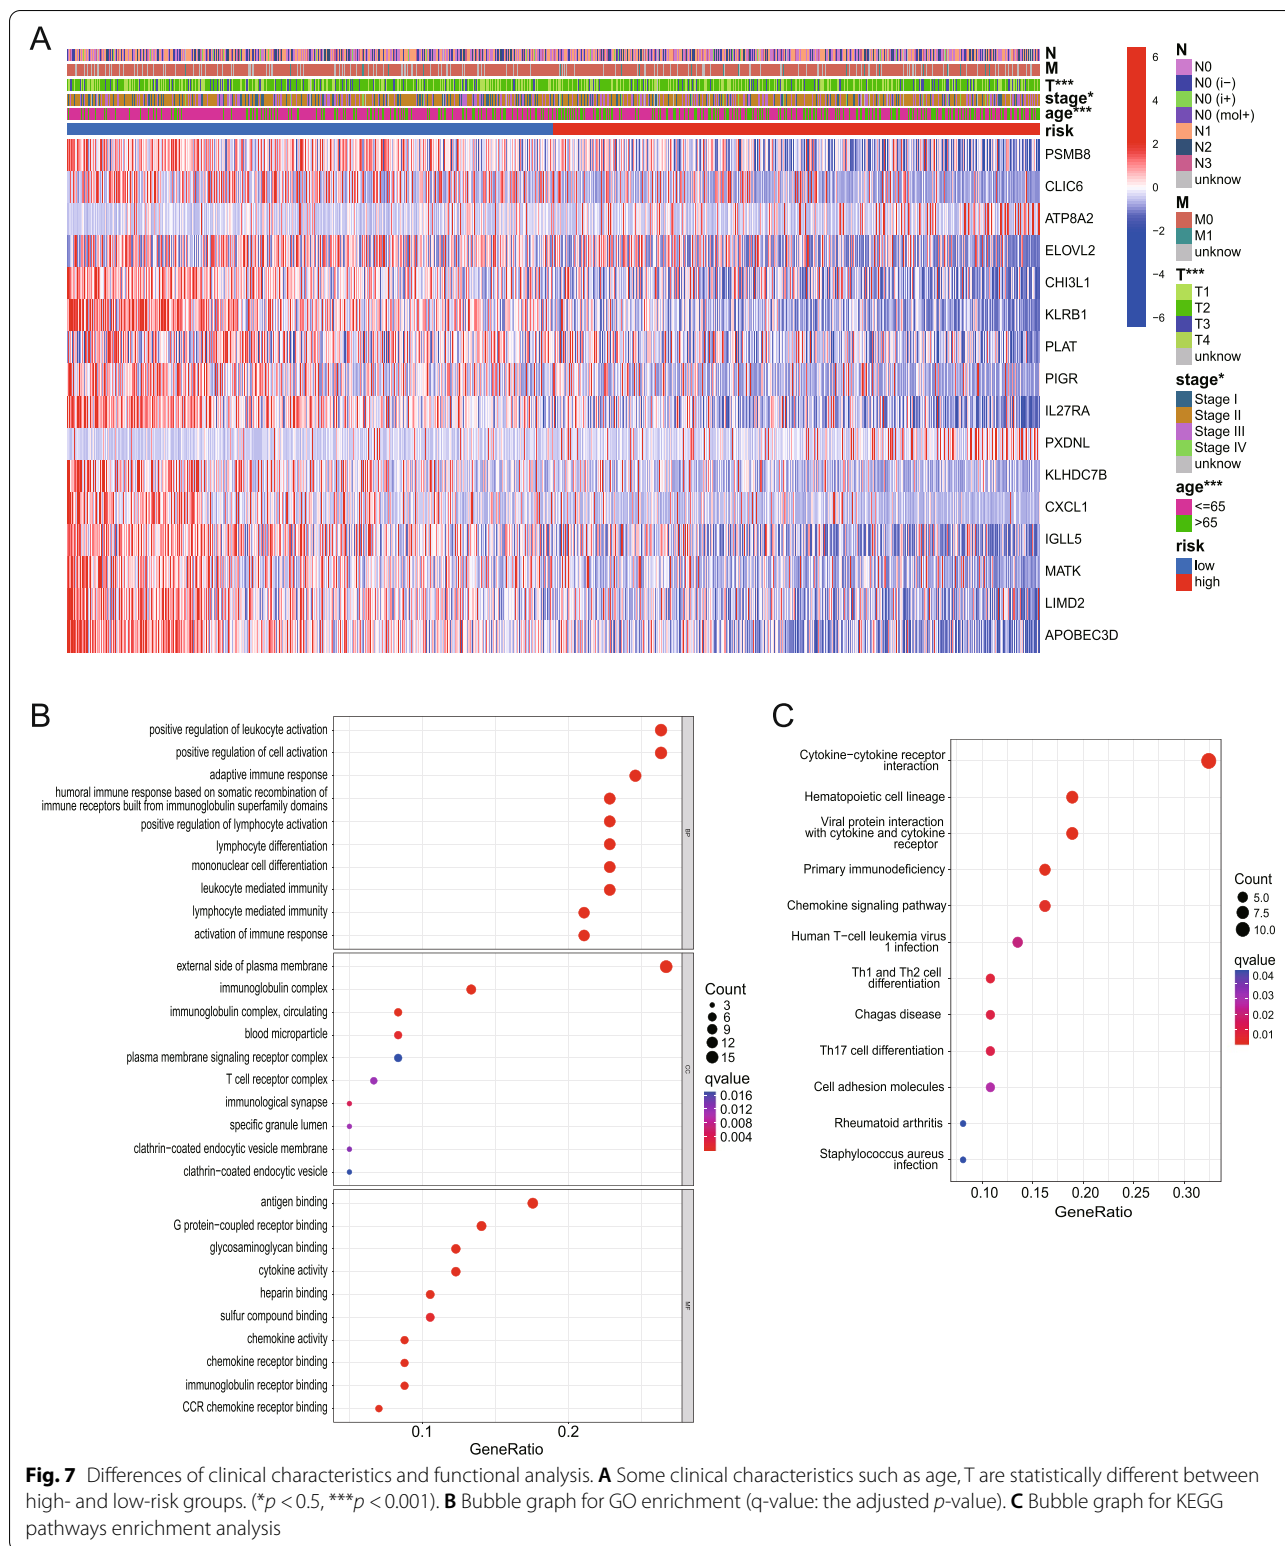 A
N
M
T***
stage*
age***
risk
PSMB8
CLIC6
ATP8A2
ELOVL2
CHI3L1
KLRB1
PLAT
PIGR
IL27RA
PXDNL
KLHDC7B
CXCL1
IGLL5
MATK
LIMD2
APOBEC3D
6
4
2
0
−2
−4
−6
N
N0
N0 (i−)
N0 (i+)
N0 (mol+)
N1
N2
N3
unknow
M
M0
M1
unknow
T***
T1
T2
T3
T4
unknow
stage*
Stage I
Stage II
Stage III
Stage IV
unknow
age***
<=65
>65
risk
low
high
B
positive regulation of leukocyte activation
positive regulation of cell activation
adaptive immune response
humoral immune response based on somatic recombination of
immune receptors built from immunoglobulin superfamily domains
positive regulation of lymphocyte activation
lymphocyte differentiation
mononuclear cell differentiation
leukocyte mediated immunity
lymphocyte mediated immunity
activation of immune response
BP
external side of plasma membrane
immunoglobulin complex
immunoglobulin complex, circulating
blood microparticle
plasma membrane signaling receptor complex
T cell receptor complex
immunological synapse
specific granule lumen
clathrin−coated endocytic vesicle membrane
clathrin−coated endocytic vesicle
CC
antigen binding
G protein−coupled receptor binding
glycosaminoglycan binding
cytokine activity
heparin binding
sulfur compound binding
chemokine activity
chemokine receptor binding
immunoglobulin receptor binding
CCR chemokine receptor binding
MF
0.1
0.2
GeneRatio
Count
3
6
9
12
15
qvalue
0.016
0.012
0.008
0.004
C
Cytokine−cytokine receptor
interaction
Hematopoietic cell lineage
Viral protein interaction
with cytokine and cytokine
receptor
Primary immunodeficiency
Chemokine signaling pathway
Human T−cell leukemia virus
1 infection
Th1 and Th2 cell
differentiation
Chagas disease
Th17 cell differentiation
Cell adhesion molecules
Rheumatoid arthritis
Staphylococcus aureus
infection
0.10
0.15
0.20
0.25
0.30
GeneRatio
Count
5.0
7.5
10.0
qvalue
0.04
0.03
0.02
0.01
Fig. 7 Differences of clinical characteristics and functional analysis. A Some clinical characteristics such as age, T are statistically different between
high- and low-risk groups. (*p < 0.5, ***p < 0.001). B Bubble graph for GO enrichment (q-value: the adjusted p-value). C Bubble graph for KEGG
pathways enrichment analysis